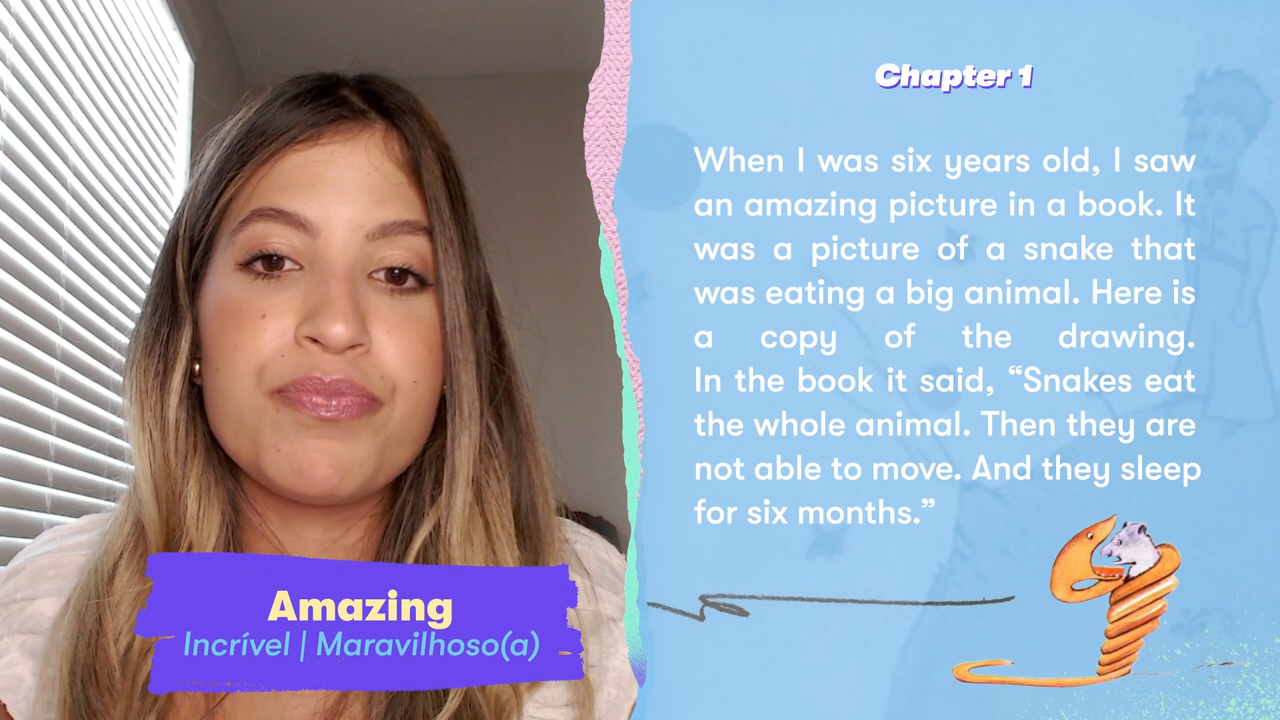 Chapter 1
When I was six years old, I saw
an amazing picture in a book. It
was a picture of a snake that
was eating a big animal. Here is
a copy of the drawing.
In the book it said, “Snakes eat
the whole animal. Then they are
not able to move. And they sleep
for six months.”
Amazing
Incrível | Maravilhoso(a)